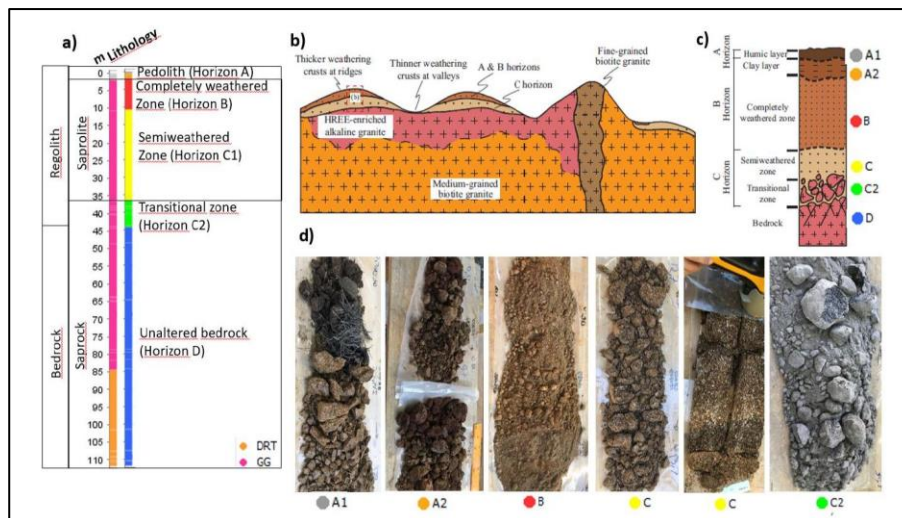 a)
m Lithology
Regolith
Bedrock
Saprolite
Saprock
0
5
10
15
20
25
30
35
40
45
50
55
60
65
70
75
80
85
90
95
100
105
110
Pedolith (Horizon A)
Completely weathered
Zone (Horizon B)
Semiweathered
Zone (Horizon C1)
Transitional zone
(Horizon C2)
Unaltered bedrock
(Horizon D)
DRT
GG
b)
Thicker weathering
crusts at ridges
(b)
Thinner weathering
crusts at valleys
A & B horizons
C horizon
Fine-grained
biotite granite
HREE-enriched
alkaline granite
Medium-grained
biotite granite
c)
A
Horizon
B
Horizon
C
Horizon
Humic layer
Clay layer
Completely
weathered zone
Semiweathered
zone
Transitional
zone
Bedrock
A1
A2
B
C
C2
D
d)
A1
A2
B
C
C
C2